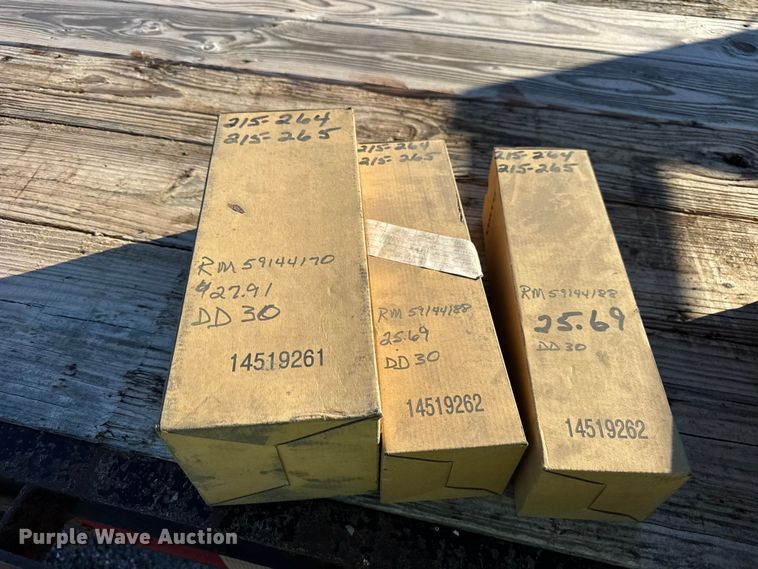 215-264
215-265
RM 59144170
$27.91
DD 30
14519261
215-264
215-265
RM 59144188
25.69
DD 30
14519262
215-264
215-265
RM 59144188
25.69
DD 30
14519262
Purple Wave Auction®